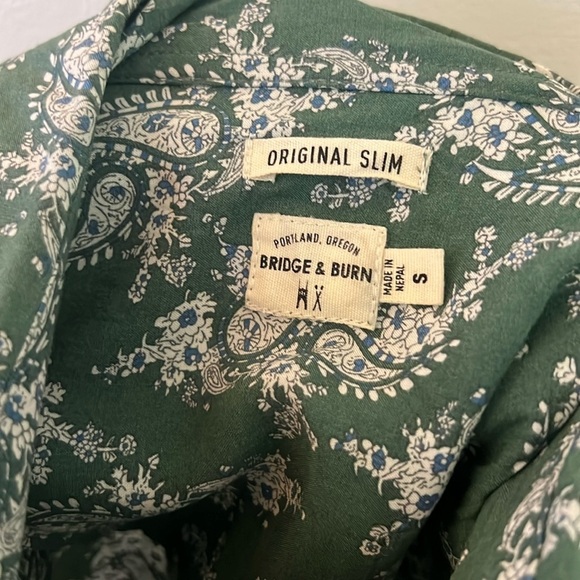 ORIGINAL SLIM
PORTLAND, OREGON
BRIDGE & BURN
MADE IN
NEPAL
S